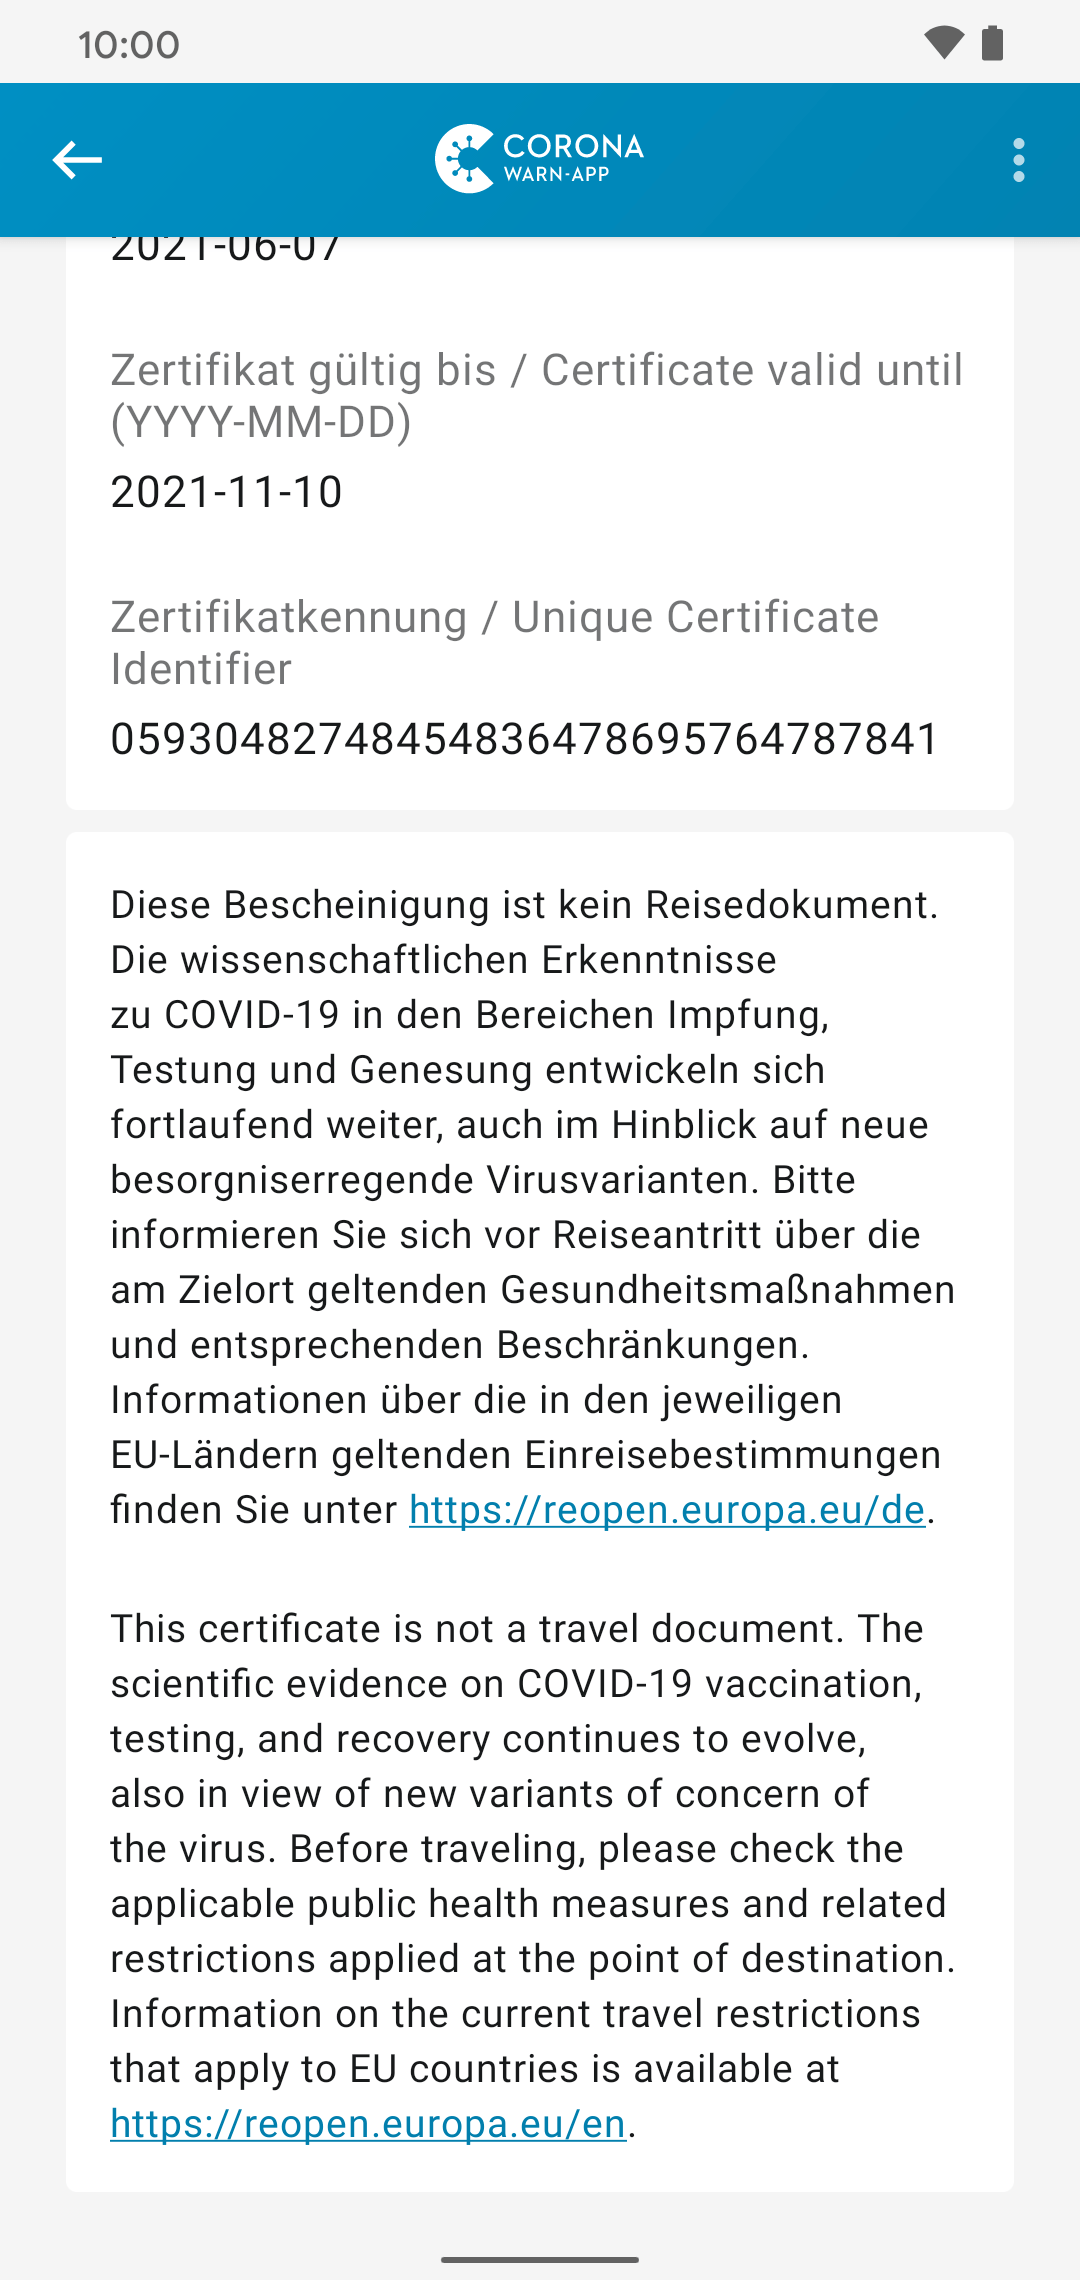 10:00
CORONA
WARN-APP
2021-06-07
Zertifikat gültig bis / Certificate valid until
(YYYY-MM-DD)
2021-11-10
Zertifikatkennung / Unique Certificate
Identifier
05930482748454836478695764787841
Diese Bescheinigung ist kein Reisedokument.
Die wissenschaftlichen Erkenntnisse
zu COVID-19 in den Bereichen Impfung,
Testung und Genesung entwickeln sich
fortlaufend weiter, auch im Hinblick auf neue
besorgniserregende Virusvarianten. Bitte
informieren Sie sich vor Reiseantritt über die
am Zielort geltenden Gesundheitsmaßnahmen
und entsprechenden Beschränkungen.
Informationen über die in den jeweiligen
EU-Ländern geltenden Einreisebestimmungen
finden Sie unter https://reopen.europa.eu/de.
This certificate is not a travel document. The
scientific evidence on COVID-19 vaccination,
testing, and recovery continues to evolve,
also in view of new variants of concern of
the virus. Before traveling, please check the
applicable public health measures and related
restrictions applied at the point of destination.
Information on the current travel restrictions
that apply to EU countries is available at
https://reopen.europa.eu/en.